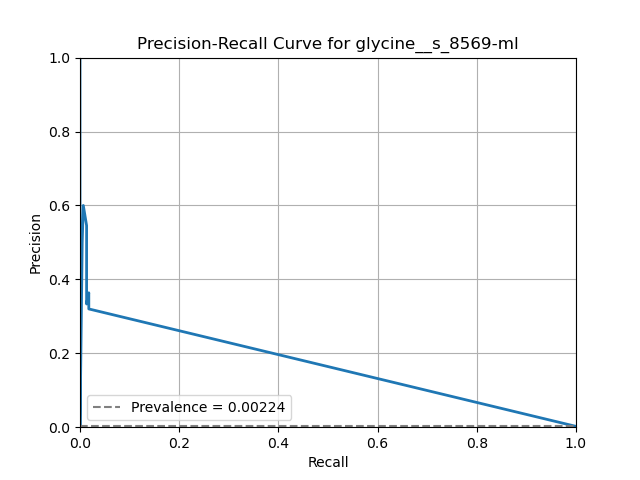 Precision-Recall Curve for glycine__s_8569-ml
1.0
0.8
0.6
0.4
0.2
0.0
Precision
Prevalence = 0.00224
0.0 0.2 0.4 0.6 0.8 1.0
Recall